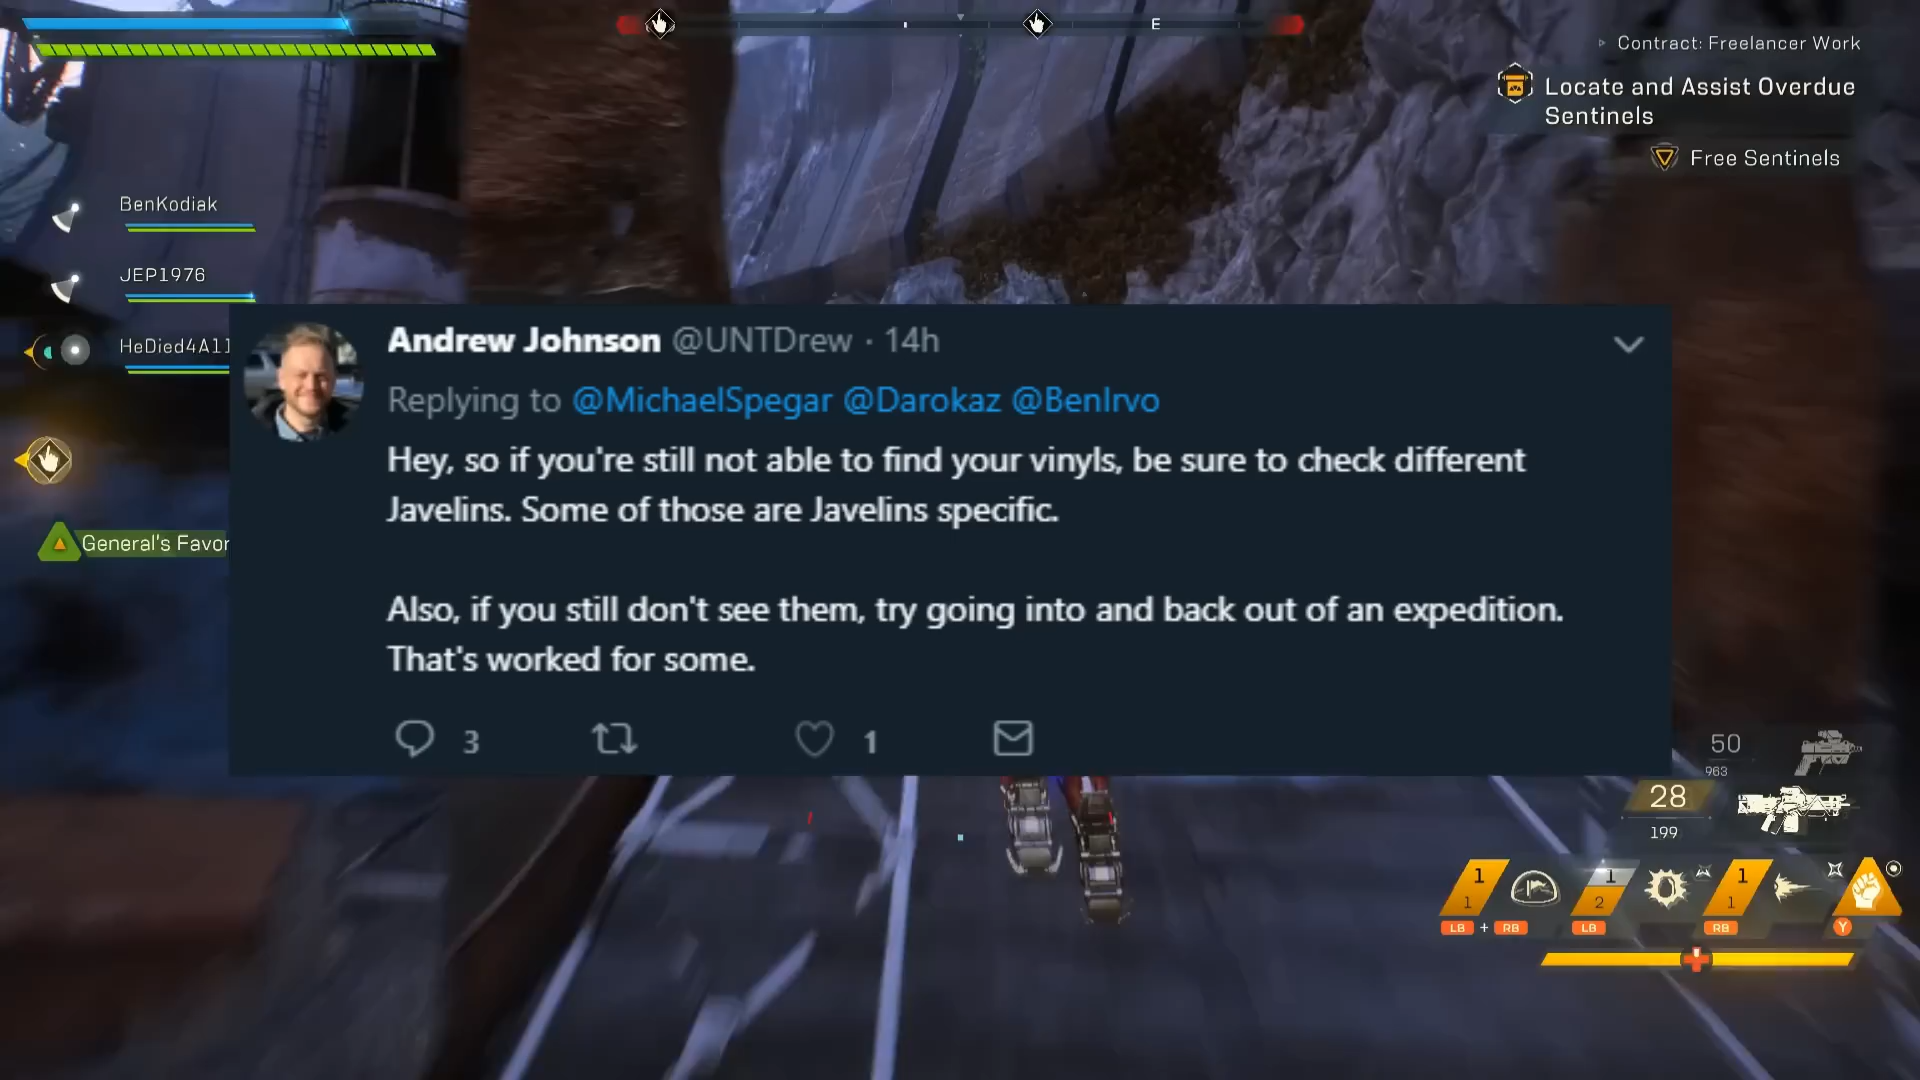 E
Contract: Freelancer Work
Locate and Assist Overdue
Sentinels
Free Sentinels
BenKodiak
JEP1976
HeDied4All
General's Favor
Andrew Johnson @UNTDrew · 14h
Replying to @MichaelSpegar @Darokaz @BenIrvo
Hey, so if you're still not able to find your vinyls, be sure to check different
Javelins. Some of those are Javelins specific.
Also, if you still don't see them, try going into and back out of an expedition.
That's worked for some.
3 1
50
963
28
199
1 1 1
1 2 1
LB + RB LB RB Y